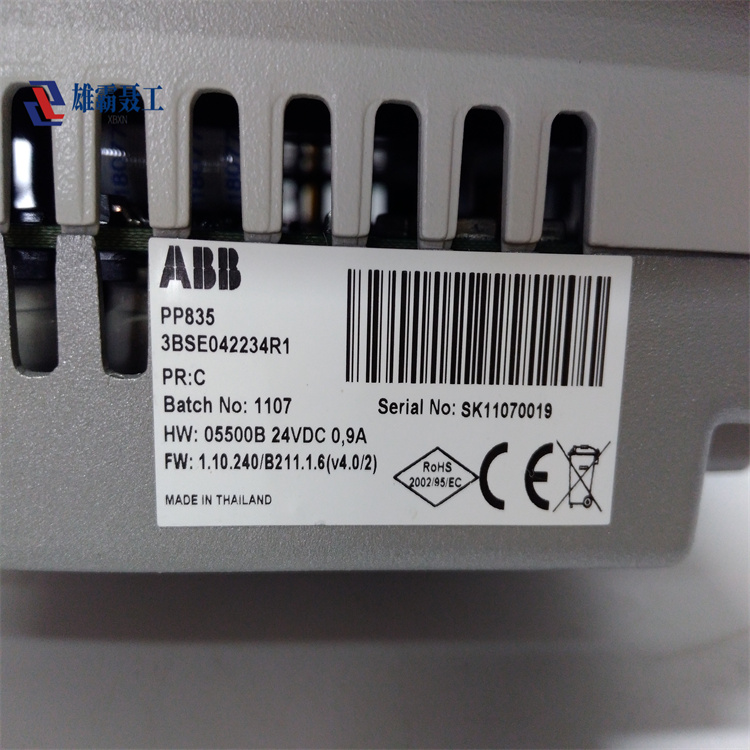 雄霸聂工
XBXN
ABB
PP835
3BSE042234R1
PR:C
Batch No: 1107
Serial No: SK11070019
HW: 05500B 24VDC 0,9A
FW: 1.10.240/B211.1.6(v4.0/2)
RoHS
2002/95/EC
CE
MADE IN THAILAND